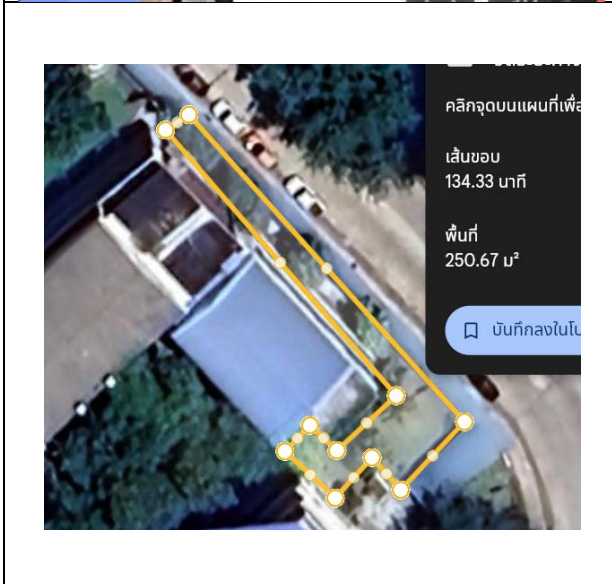 คลิกจุดบนแผนที่เพื่อ
เส้นขอบ
134.33 นาที
พื้นที่
250.67 ม²
บันทึกลงในโป